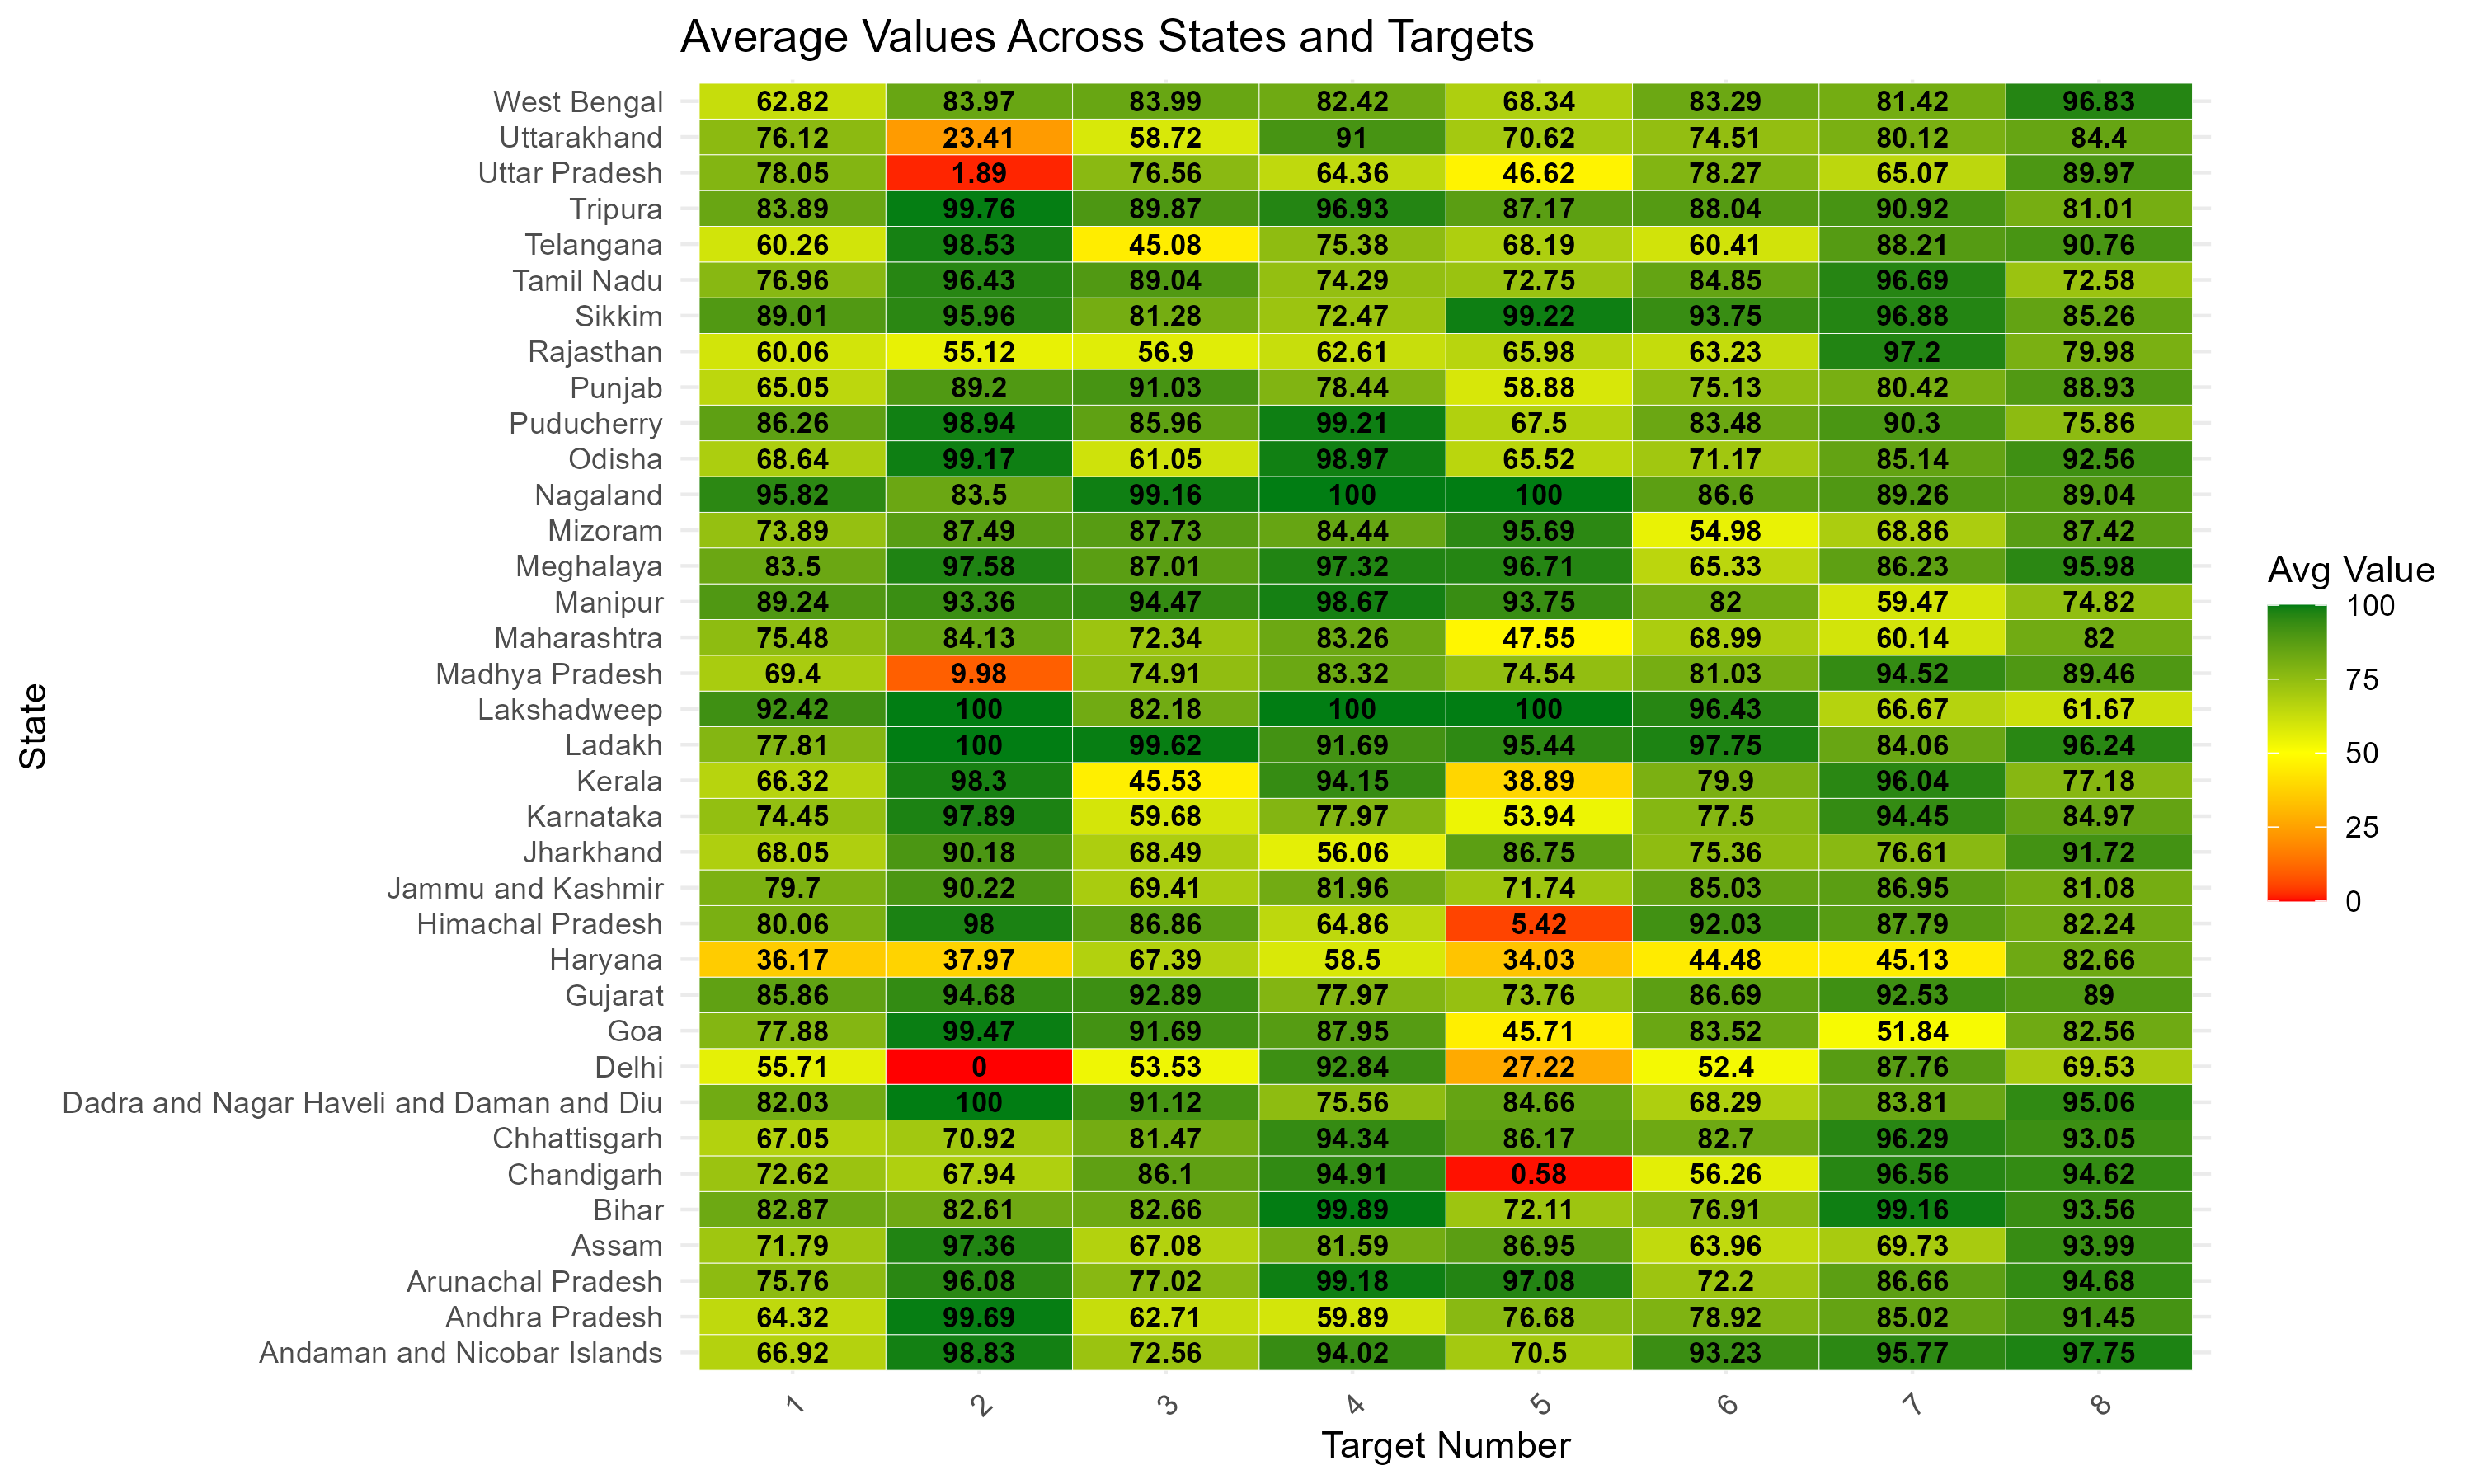 Average Values Across States and Targets
West Bengal 62.82 83.97 83.99 82.42 68.34 83.29 81.42 96.83
Uttarakhand 76.12 23.41 58.72 91 70.62 74.51 80.12 84.4
Uttar Pradesh 78.05 1.89 76.56 64.36 46.62 78.27 65.07 89.97
Tripura 83.89 99.76 89.87 96.93 87.17 88.04 90.92 81.01
Telangana 60.26 98.53 45.08 75.38 68.19 60.41 88.21 90.76
Tamil Nadu 76.96 96.43 89.04 74.29 72.75 84.85 96.69 72.58
Sikkim 89.01 95.96 81.28 72.47 99.22 93.75 96.88 85.26
Rajasthan 60.06 55.12 56.9 62.61 65.98 63.23 97.2 79.98
Punjab 65.05 89.2 91.03 78.44 58.88 75.13 80.42 88.93
Puducherry 86.26 98.94 85.96 99.21 67.5 83.48 90.3 75.86
Odisha 68.64 99.17 61.05 98.97 65.52 71.17 85.14 92.56
Nagaland 95.82 83.5 99.16 100 100 86.6 89.26 89.04
Mizoram 73.89 87.49 87.73 84.44 95.69 54.98 68.86 87.42
Meghalaya 83.5 97.58 87.01 97.32 96.71 65.33 86.23 95.98
Manipur 89.24 93.36 94.47 98.67 93.75 82 59.47 74.82
Maharashtra 75.48 84.13 72.34 83.26 47.55 68.99 60.14 82
Madhya Pradesh 69.4 9.98 74.91 83.32 74.54 81.03 94.52 89.46
Lakshadweep 92.42 100 82.18 100 100 96.43 66.67 61.67
Ladakh 77.81 100 99.62 91.69 95.44 97.75 84.06 96.24
Kerala 66.32 98.3 45.53 94.15 38.89 79.9 96.04 77.18
Karnataka 74.45 97.89 59.68 77.97 53.94 77.5 94.45 84.97
Jharkhand 68.05 90.18 68.49 56.06 86.75 75.36 76.61 91.72
Jammu and Kashmir 79.7 90.22 69.41 81.96 71.74 85.03 86.95 81.08
Himachal Pradesh 80.06 98 86.86 64.86 5.42 92.03 87.79 82.24
Haryana 36.17 37.97 67.39 58.5 34.03 44.48 45.13 82.66
Gujarat 85.86 94.68 92.89 77.97 73.76 86.69 92.53 89
Goa 77.88 99.47 91.69 87.95 45.71 83.52 51.84 82.56
Delhi 55.71 0 53.53 92.84 27.22 52.4 87.76 69.53
Dadra and Nagar Haveli and Daman and Diu 82.03 100 91.12 75.56 84.66 68.29 83.81 95.06
Chhattisgarh 67.05 70.92 81.47 94.34 86.17 82.7 96.29 93.05
Chandigarh 72.62 67.94 86.1 94.91 0.58 56.26 96.56 94.62
Bihar 82.87 82.61 82.66 99.89 72.11 76.91 99.16 93.56
Assam 71.79 97.36 67.08 81.59 86.95 63.96 69.73 93.99
Arunachal Pradesh 75.76 96.08 77.02 99.18 97.08 72.2 86.66 94.68
Andhra Pradesh 64.32 99.69 62.71 59.89 76.68 78.92 85.02 91.45
Andaman and Nicobar Islands 66.92 98.83 72.56 94.02 70.5 93.23 95.77 97.75
1 2 3 4 5 6 7 8
Target Number
State
Avg Value
100
75
50
25
0